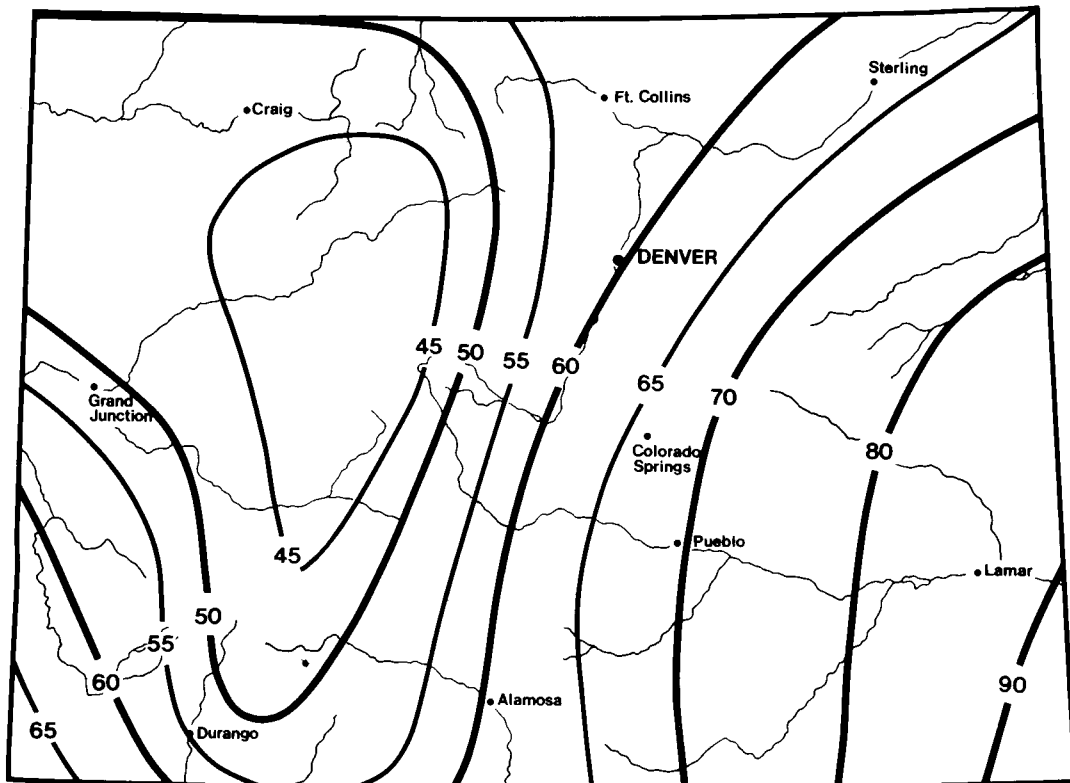 Sterling
Ft. Collins
Craig
DENVER
45
50
55
60
65
70
Grand
Junction
Colorado
Springs
80
Pueblo
45
Lamar
50
55
60
90
Alamosa
65
Durango